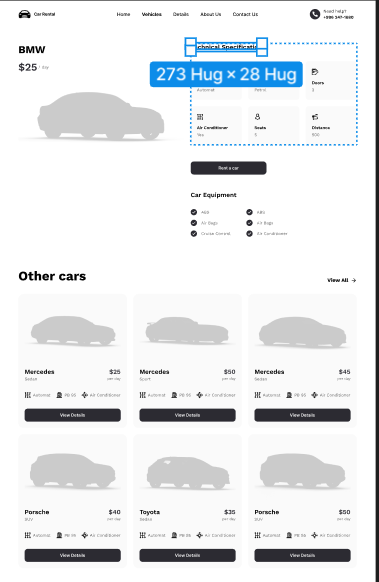 Car Rental
Home Vehicles Details About Us Contact Us
Need help?
+996 247-1680
BMW
$25 / day
Technical Specification
273 Hug × 28 Hug
Automat
Petrol
Doors
2
Air Conditioner
Yes
Seats
5
Distance
500
Rent a car
Car Equipment
ABS
ABS
Air Bags
Air Bags
Cruise Control
Air Conditioner
Other cars
View All →
Mercedes $25
Sedan per day
Automat PB 95 Air Conditioner
View Details
Mercedes $50
Sport per day
Automat PB 95 Air Conditioner
View Details
Mercedes $45
Sedan per day
Automat PB 95 Air Conditioner
View Details
Porsche $40
SUV per day
Automat PB 95 Air Conditioner
View Details
Toyota $35
Sedan per day
Automat PB 95 Air Conditioner
View Details
Porsche $50
SUV per day
Automat PB 95 Air Conditioner
View Details